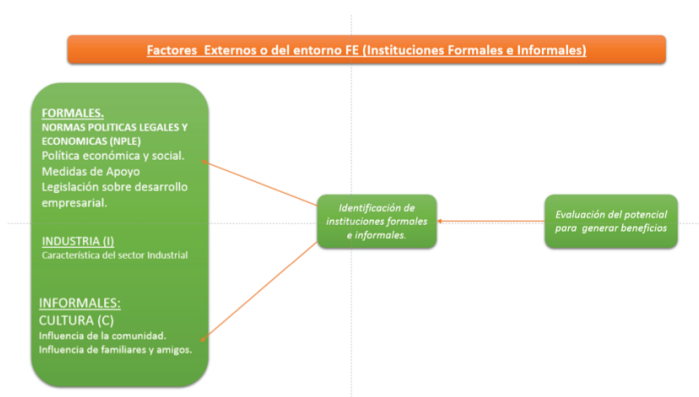 Factores Externos o del entorno FE (Instituciones Formales e Informales)
FORMALES.
NORMAS POLITICAS LEGALES Y
ECONOMICAS (NPLE)
Política económica y social.
Medidas de Apoyo
Legislación sobre desarrollo
empresarial.
INDUSTRIA (I)
Característica del sector Industrial
INFORMALES:
CULTURA (C)
Influencia de la comunidad.
Influencia de familiares y amigos.
Identificación de
instituciones formales
e informales.
Evaluación del potencial
para generar beneficios